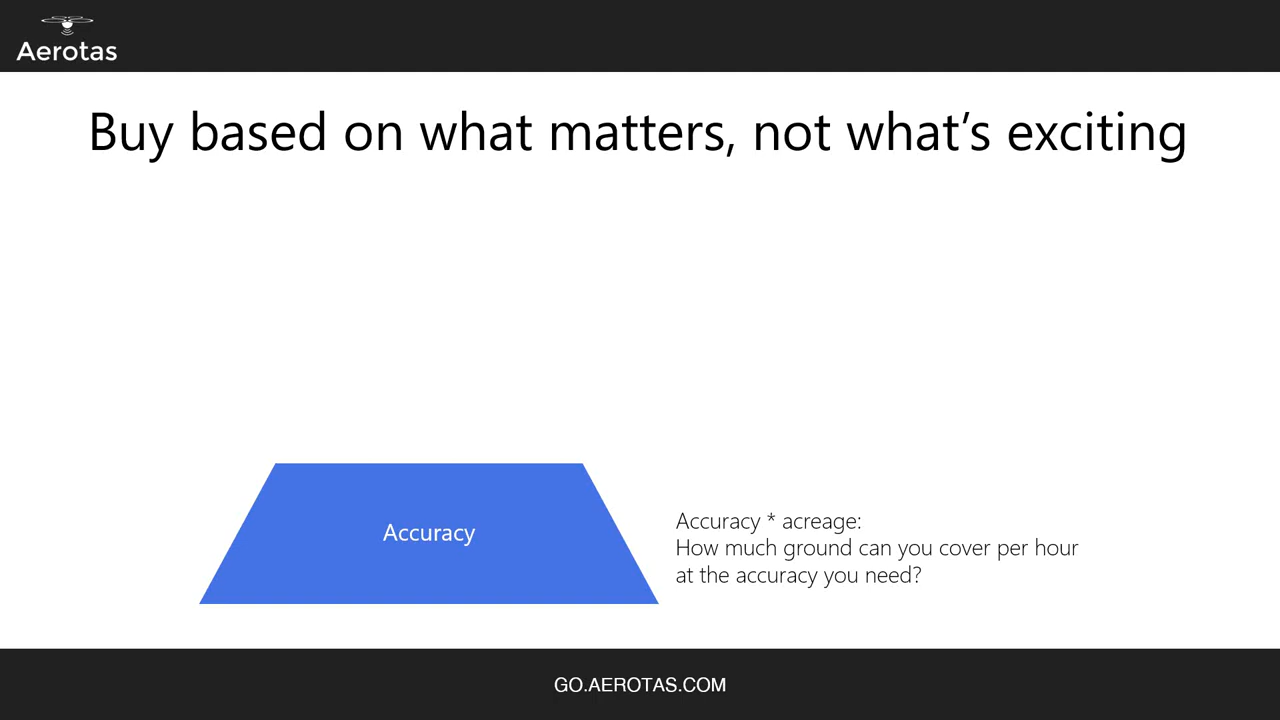 Aerotas
Buy based on what matters, not what's exciting
Accuracy
Accuracy * acreage:
How much ground can you cover per hour
at the accuracy you need?
GO.AEROTAS.COM